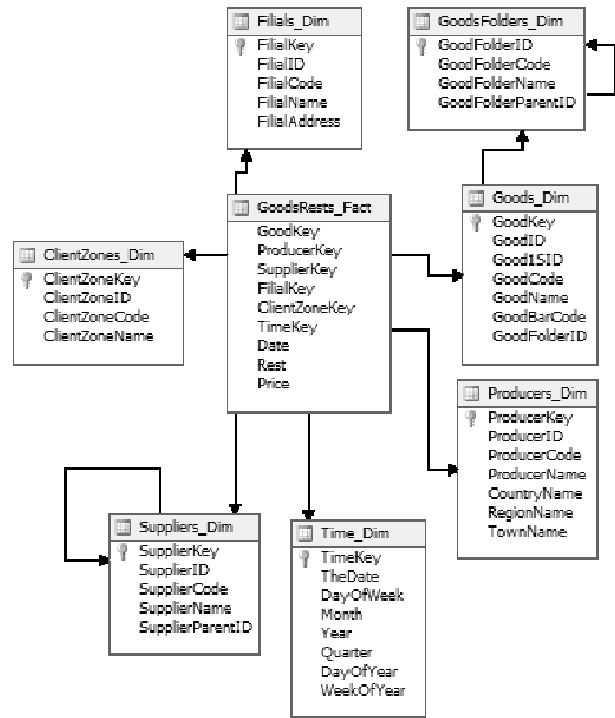 Filials_Dim
FilialKey
FilialID
FilialCode
FilialName
FilialAddress
GoodsFolders_Dim
GoodFolderID
GoodFolderCode
GoodFolderName
GoodFolderParentID
GoodsRests_Fact
GoodKey
ProducerKey
SupplierKey
FilialKey
ClientZoneKey
TimeKey
Date
Rest
Price
Goods_Dim
GoodKey
GoodID
Good1SID
GoodCode
GoodName
GoodBarCode
GoodFolderID
ClientZones_Dim
ClientZoneKey
ClientZoneID
ClientZoneCode
ClientZoneName
Producers_Dim
ProducerKey
ProducerID
ProducerCode
ProducerName
CountryName
RegionName
TownName
Suppliers_Dim
SupplierKey
SupplierID
SupplierCode
SupplierName
SupplierParentID
Time_Dim
TimeKey
TheDate
DayOfWeek
Month
Year
Quarter
DayOfYear
WeekOfYear